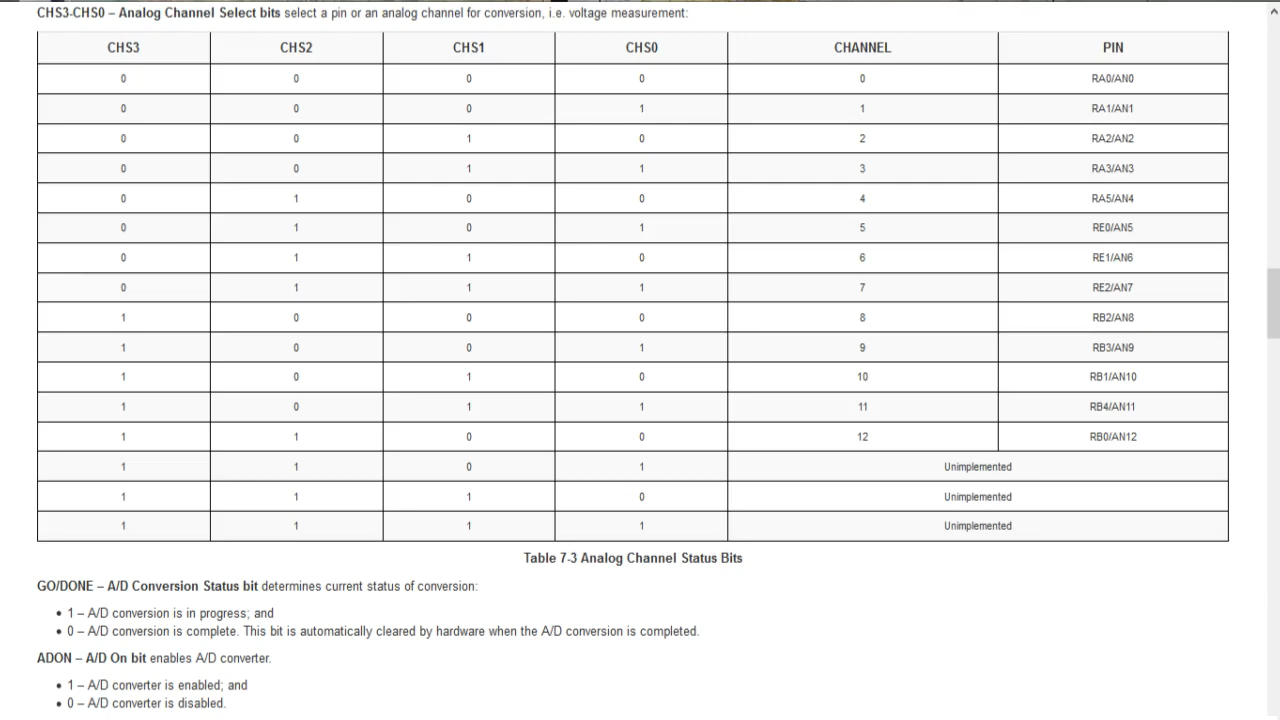 CHS3-CHS0 – Analog Channel Select bits select a pin or an analog channel for conversion, i.e. voltage measurement:
CHS3 CHS2 CHS1 CHS0 CHANNEL PIN
0 0 0 0 0 RA0/AN0
0 0 0 1 1 RA1/AN1
0 0 1 0 2 RA2/AN2
0 0 1 1 3 RA3/AN3
0 1 0 0 4 RA5/AN4
0 1 0 1 5 RE0/AN5
0 1 1 0 6 RE1/AN6
0 1 1 1 7 RE2/AN7
1 0 0 0 8 RB2/AN8
1 0 0 1 9 RB3/AN9
1 0 1 0 10 RB1/AN10
1 0 1 1 11 RB4/AN11
1 1 0 0 12 RB0/AN12
1 1 0 1 Unimplemented
1 1 1 0 Unimplemented
1 1 1 1 Unimplemented
Table 7-3 Analog Channel Status Bits
GO/DONE – A/D Conversion Status bit determines current status of conversion:
• 1 – A/D conversion is in progress; and
• 0 – A/D conversion is complete. This bit is automatically cleared by hardware when the A/D conversion is completed.
ADON – A/D On bit enables A/D converter.
• 1 – A/D converter is enabled; and
• 0 – A/D converter is disabled.